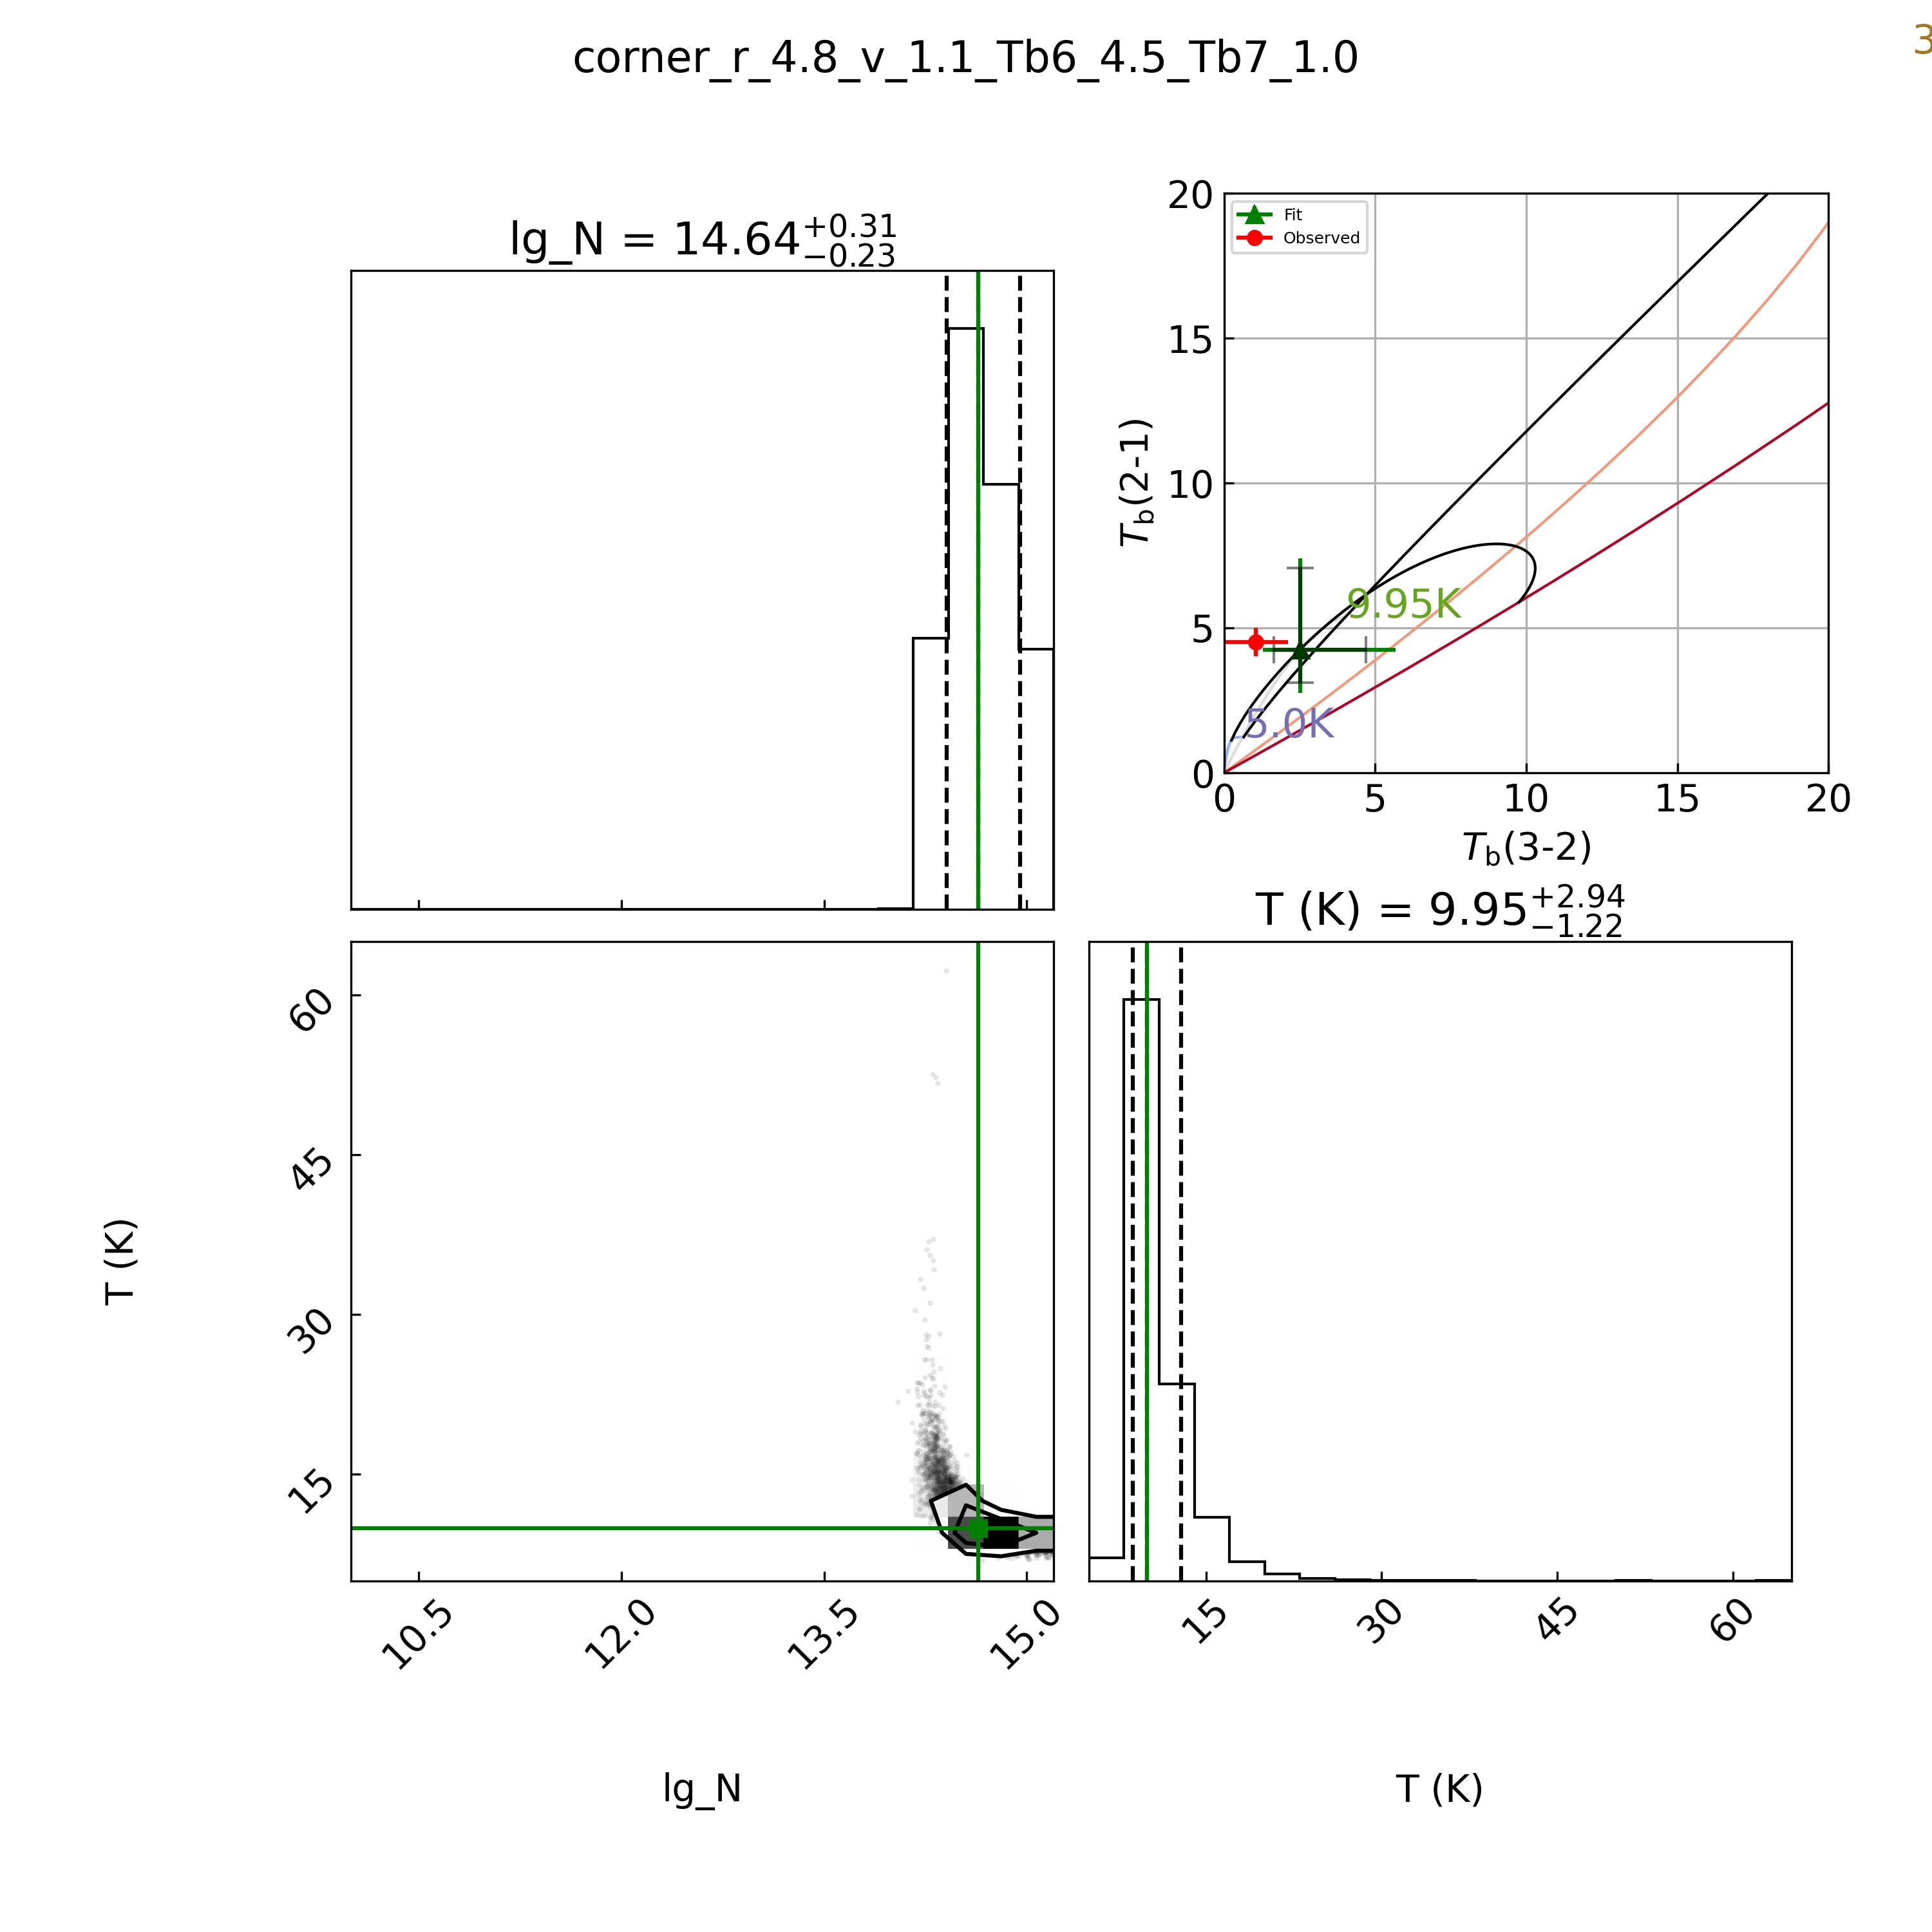 corner_r_4.8_v_1.1_Tb6_4.5_Tb7_1.0
3
lg_N = 14.64+0.31−0.23
20
15
10
5
0
Fit
Observed
9.95K
5.0K
Tb(2-1)
0 5 10 15 20
Tb(3-2)
T (K) = 9.95+2.94−1.22
60
45
30
15
T (K)
10.5 12.0 13.5 15.0
15 30 45 60
lg_N
T (K)